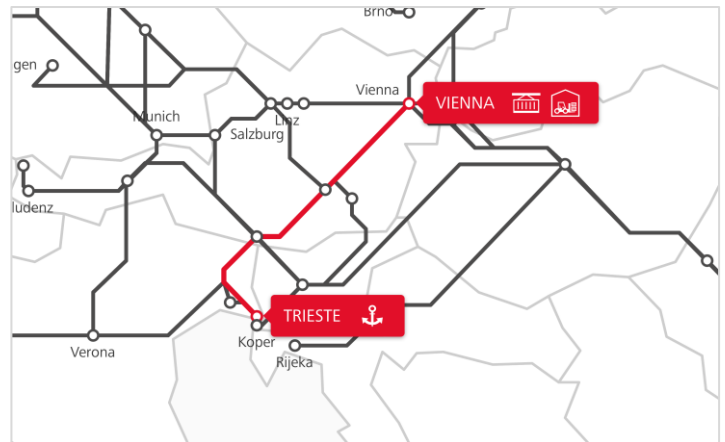 Brno
gen
Vienna
VIENNA
Munich
Linz
Salzburg
ludenz
TRIESTE
Koper
Verona
Rijeka